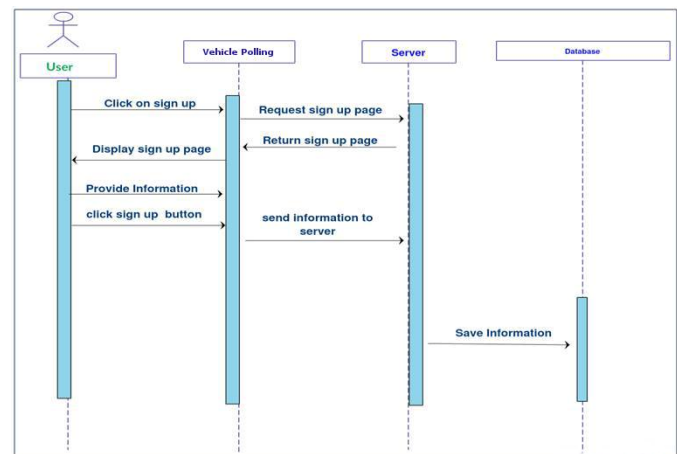 User
Vehicle Polling
Server
Database
Click on sign up
Request sign up page
Return sign up page
Display sign up page
Provide Information
click sign up button
send information to
server
Save Information